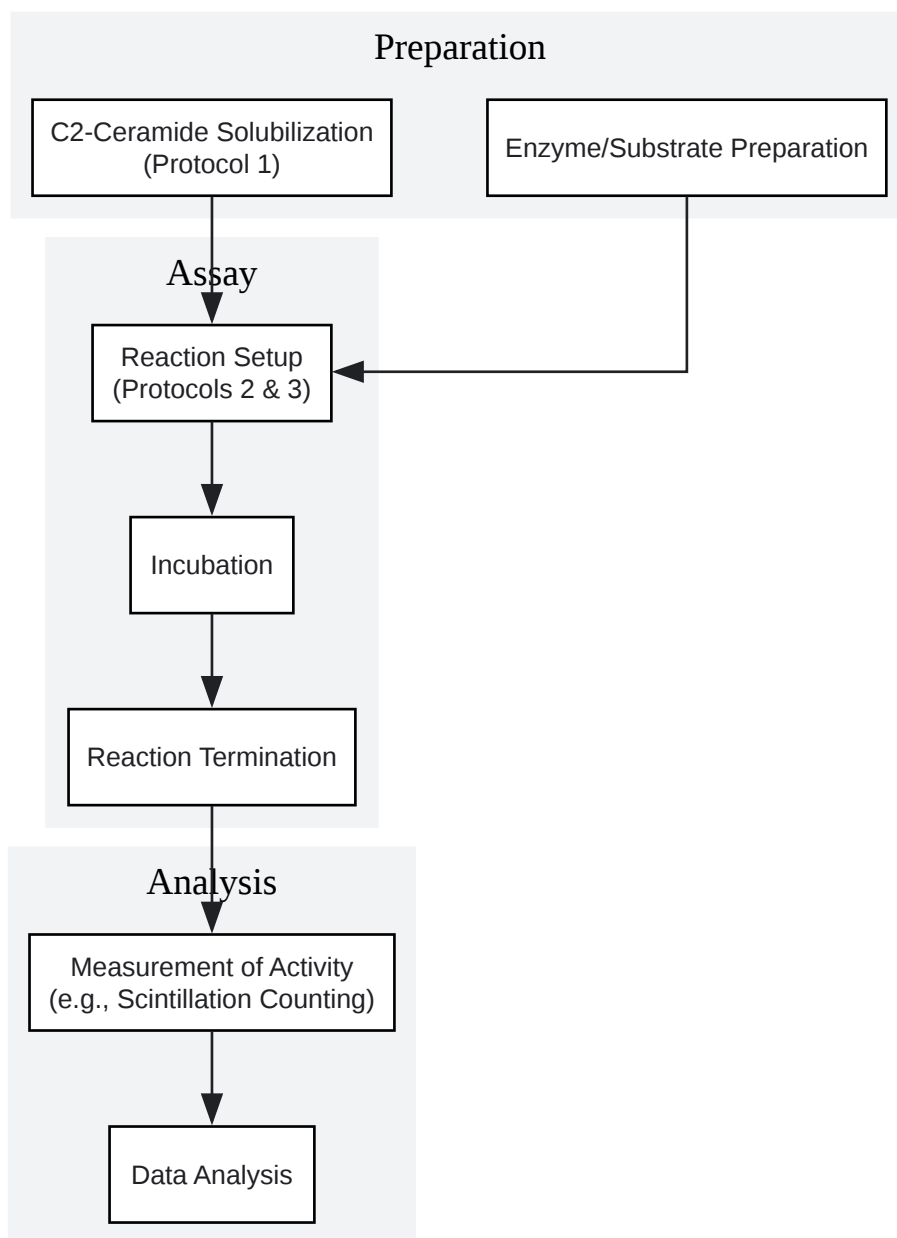 Preparation
C2-Ceramide Solubilization
(Protocol 1)
Enzyme/Substrate Preparation
Assay
Reaction Setup
(Protocols 2 & 3)
Incubation
Reaction Termination
Analysis
Measurement of Activity
(e.g., Scintillation Counting)
Data Analysis